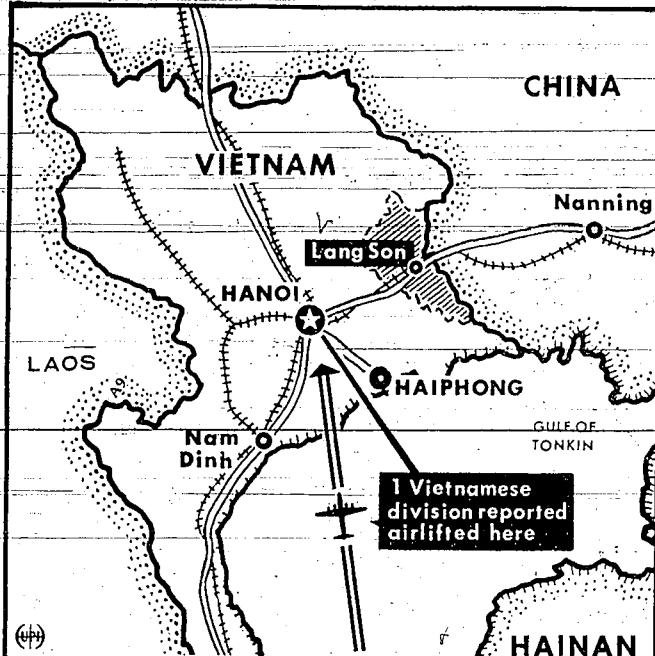 CHINA
VIETNAM
Nanning
Lang Son
HANOI
LAOS
HAIPHONG
GULF OF
TONKIN
Nam
Dinh
1 Vietnamese
division reported
airlifted here
UPI
HAINAN